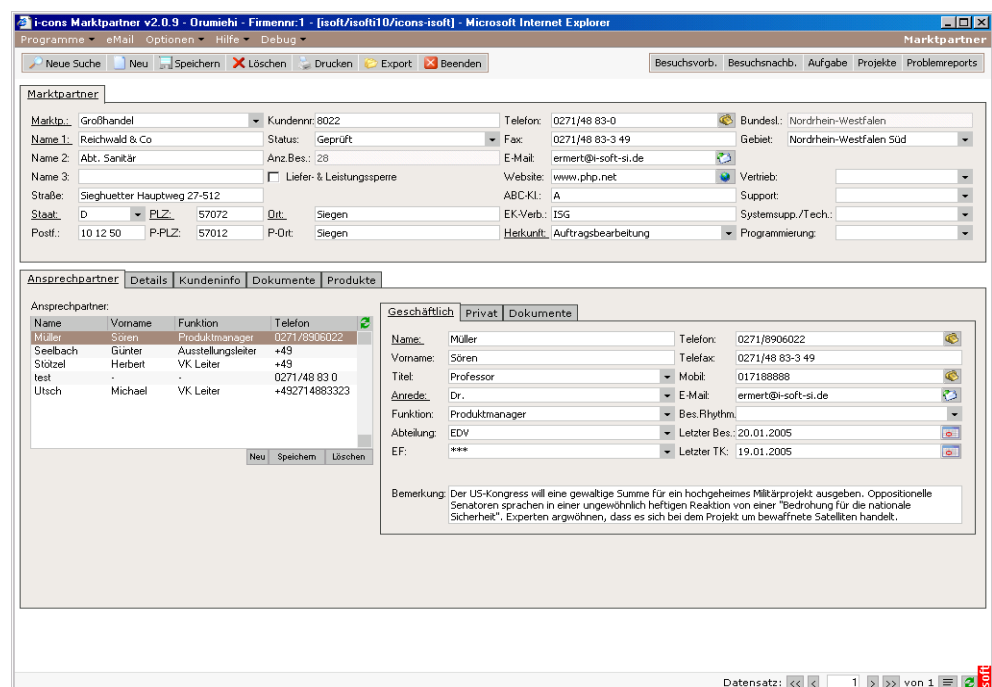 i-cons Marktpartner v2.0.9 - Orumiehi - Firmennr:1 - [isoft/isofti10/icons-isoft] - Microsoft Internet Explorer
Programme eMail Optionen Hilfe Debug Marktpartner
Neue Suche Neu Speichern Löschen Drucken Export Beenden Besuchsvorb. Besuchsnachb. Aufgabe Projekte Problemreports
Marktpartner
Marktp.: Großhandel Kundennr: 8022 Telefon: 0271/48 83-0 Bundesl.: Nordrhein-Westfalen
Name 1: Reichwald & Co Status: Geprüft Fax: 0271/48 83-3 49 Gebiet: Nordrhein-Westfalen Süd
Name 2: Abt. Sanitär Anz.Bes.: 28 E-Mail: ermert@i-soft-si.de
Name 3: Liefer- & Leistungssperre Website: www.php.net Vertrieb:
Straße: Sieghuetter Hauptweg 27-512 ABC-Kl.: A Support:
Staat: D PLZ: 57072 Ort: Siegen EK-Verb.: ISG Systemsupp./Tech.:
Postf.: 10 12 50 P-PLZ: 57012 P-Ort: Siegen Herkunft: Auftragsbearbeitung Programmierung:
Ansprechpartner Details Kundeninfo Dokumente Produkte
Ansprechpartner:
Name Vorname Funktion Telefon
Müller Sören Produktmanager 0271/8906022
Seelbach Günter Ausstellungsleiter +49
Stötzel Herbert VK Leiter +49
test - - 0271/48 83 0
Utsch Michael VK Leiter +492714883323
Neu Speichern Löschen
Geschäftlich Privat Dokumente
Name: Müller Telefon: 0271/8906022
Vorname: Sören Telefax: 0271/48 83-3 49
Titel: Professor Mobil: 017188888
Anrede: Dr. E-Mail: ermert@i-soft-si.de
Funktion: Produktmanager Bes.Rhythm.
Abteilung: EDV Letzter Bes.: 20.01.2005
EF: *** Letzter TK: 19.01.2005
Bemerkung: Der US-Kongress will eine gewaltige Summe für ein hochgeheimes Militärprojekt ausgeben. Oppositionelle
Senatoren sprachen in einer ungewöhnlich heftigen Reaktion von einer "Bedrohung für die nationale
Sicherheit". Experten argwöhnen, dass es sich bei dem Projekt um bewaffnete Satelliten handelt.
Datensatz: << < 1 > >> von 1
soft